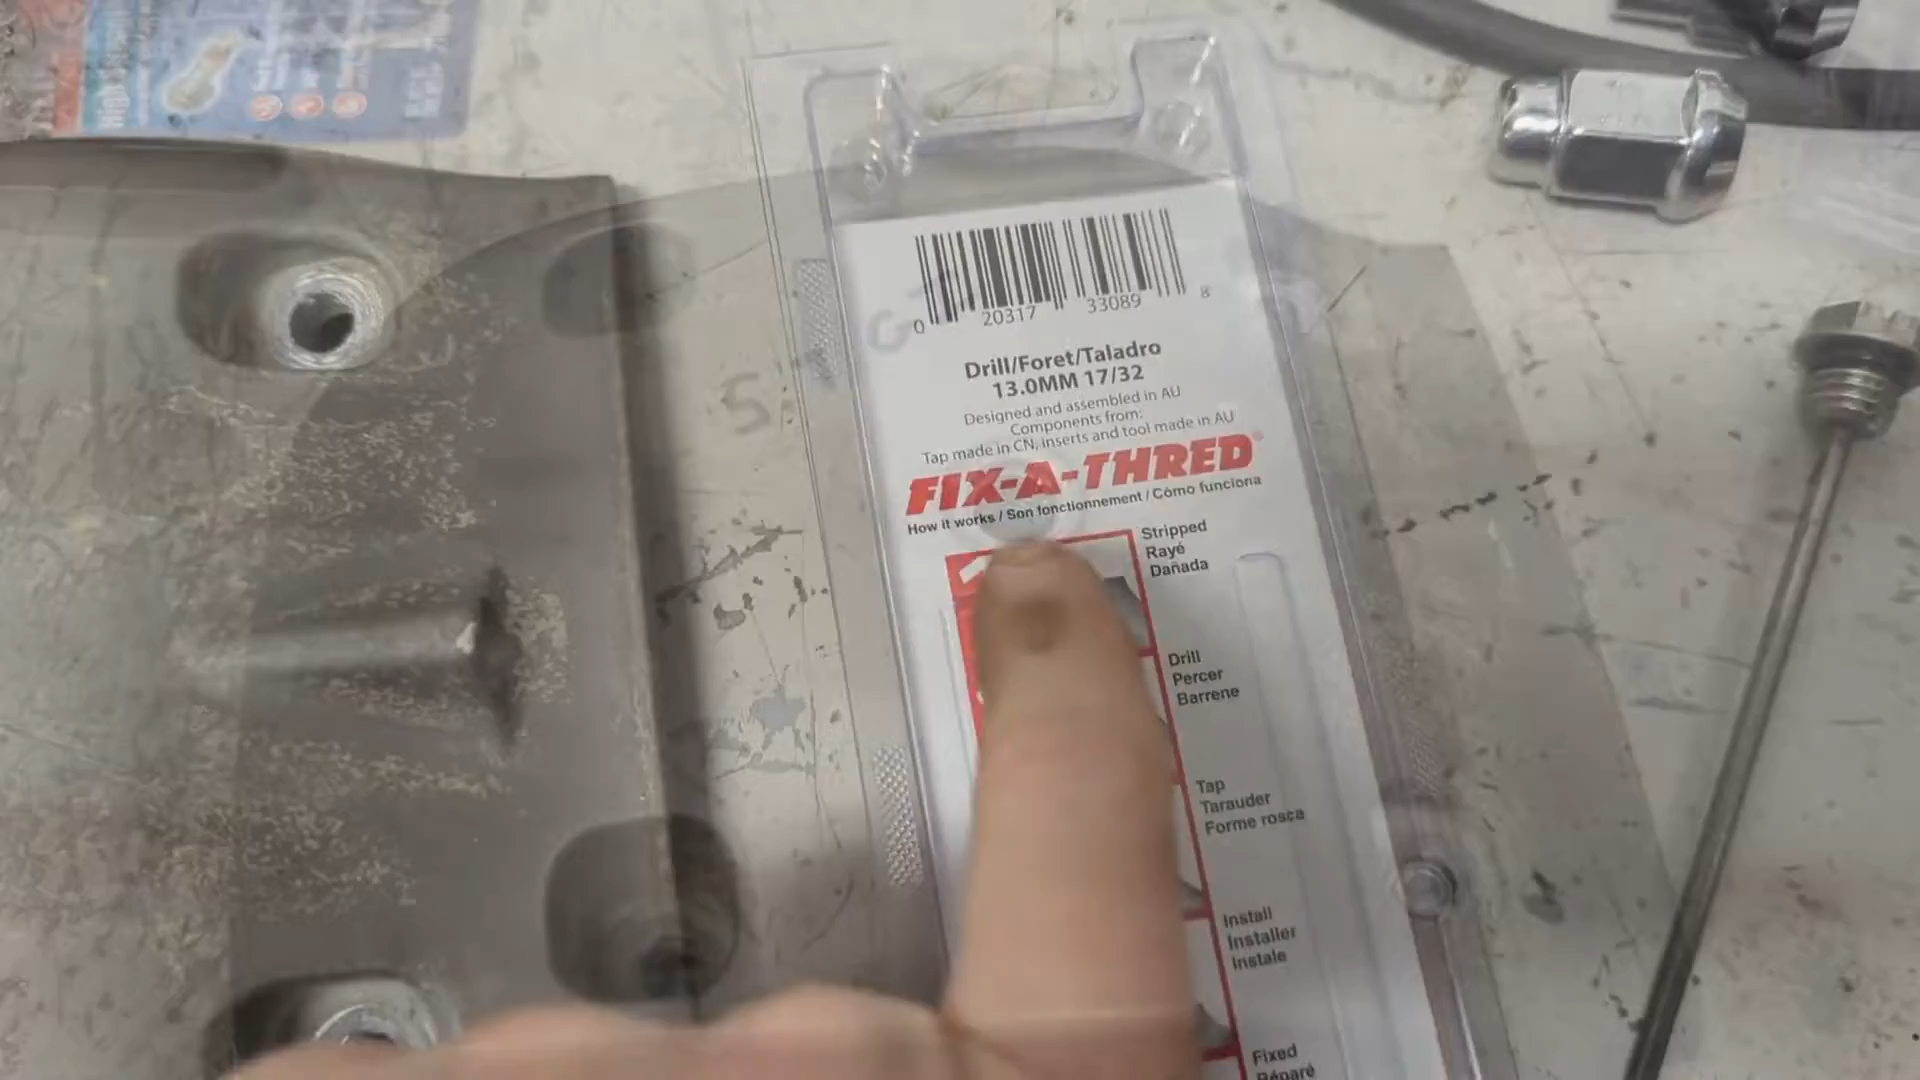 0 20317 33089 8
Drill/Foret/Taladro
13.0MM 17/32
Designed and assembled in AU
Components from:
Tap made in CN, inserts and tool made in AU
FIX-A-THRED®
How it works / Son fonctionnement / Cómo funciona
Stripped
Rayé
Dañada
Drill
Percer
Barrene
Tap
Tarauder
Forme rosca
Install
Installer
Instale
Fixed
Réparé